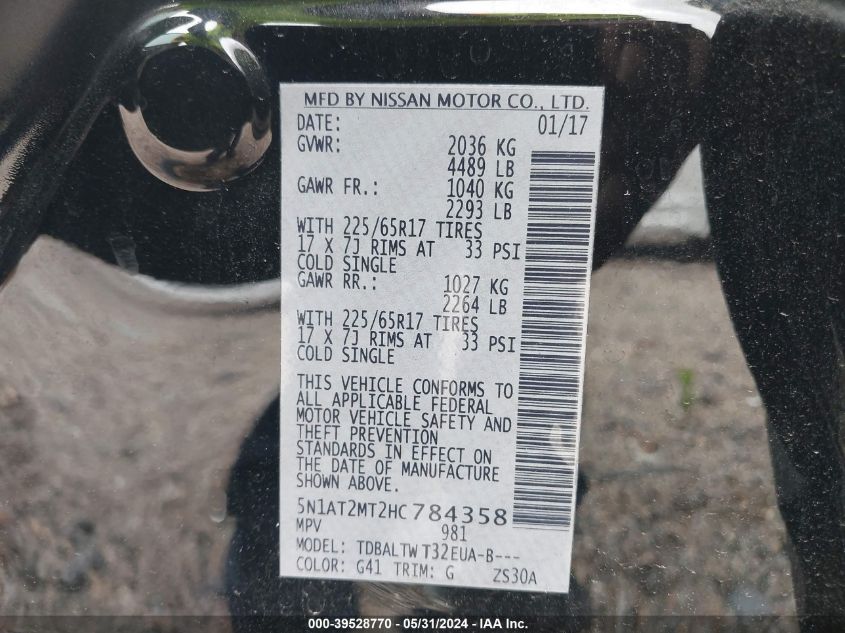 MFD BY NISSAN MOTOR CO., LTD.
DATE: 01/17
GVWR: 2036 KG
4489 LB
GAWR FR.: 1040 KG
2293 LB
WITH 225/65R17 TIRES
17 X 7J RIMS AT 33 PSI
COLD SINGLE
GAWR RR.: 1027 KG
2264 LB
WITH 225/65R17 TIRES
17 X 7J RIMS AT 33 PSI
COLD SINGLE
THIS VEHICLE CONFORMS TO
ALL APPLICABLE FEDERAL
MOTOR VEHICLE SAFETY AND
THEFT PREVENTION
STANDARDS IN EFFECT ON
THE DATE OF MANUFACTURE
SHOWN ABOVE.
5N1AT2MT2HC784358
MPV 981
MODEL: TDBALTW T32EUA-B---
COLOR: G41 TRIM: G ZS30A
000-39528770 - 05/31/2024 - IAA Inc.